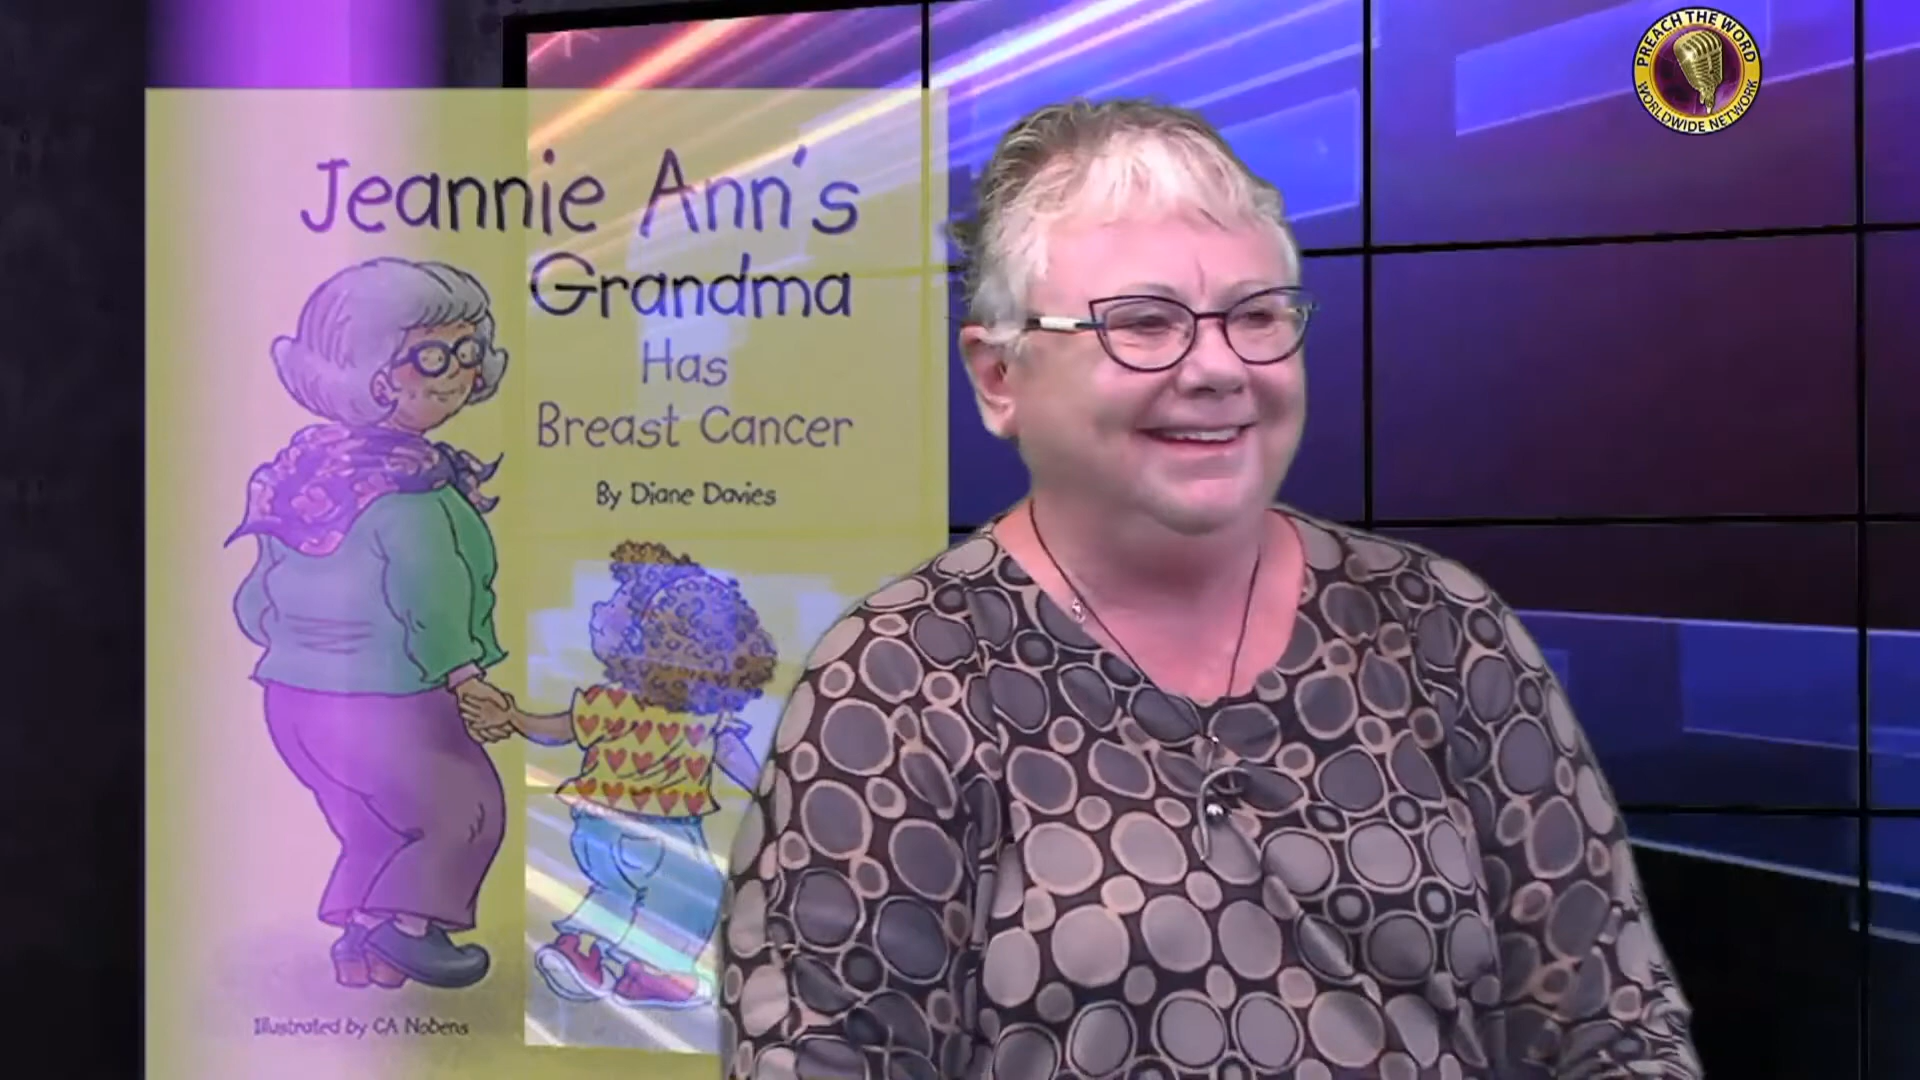 Jeannie Ann's
Grandma
Has
Breast Cancer
By Diane Davies
Illustrated by CA Nobens
PREACH THE WORD
WORLDWIDE NETWORK